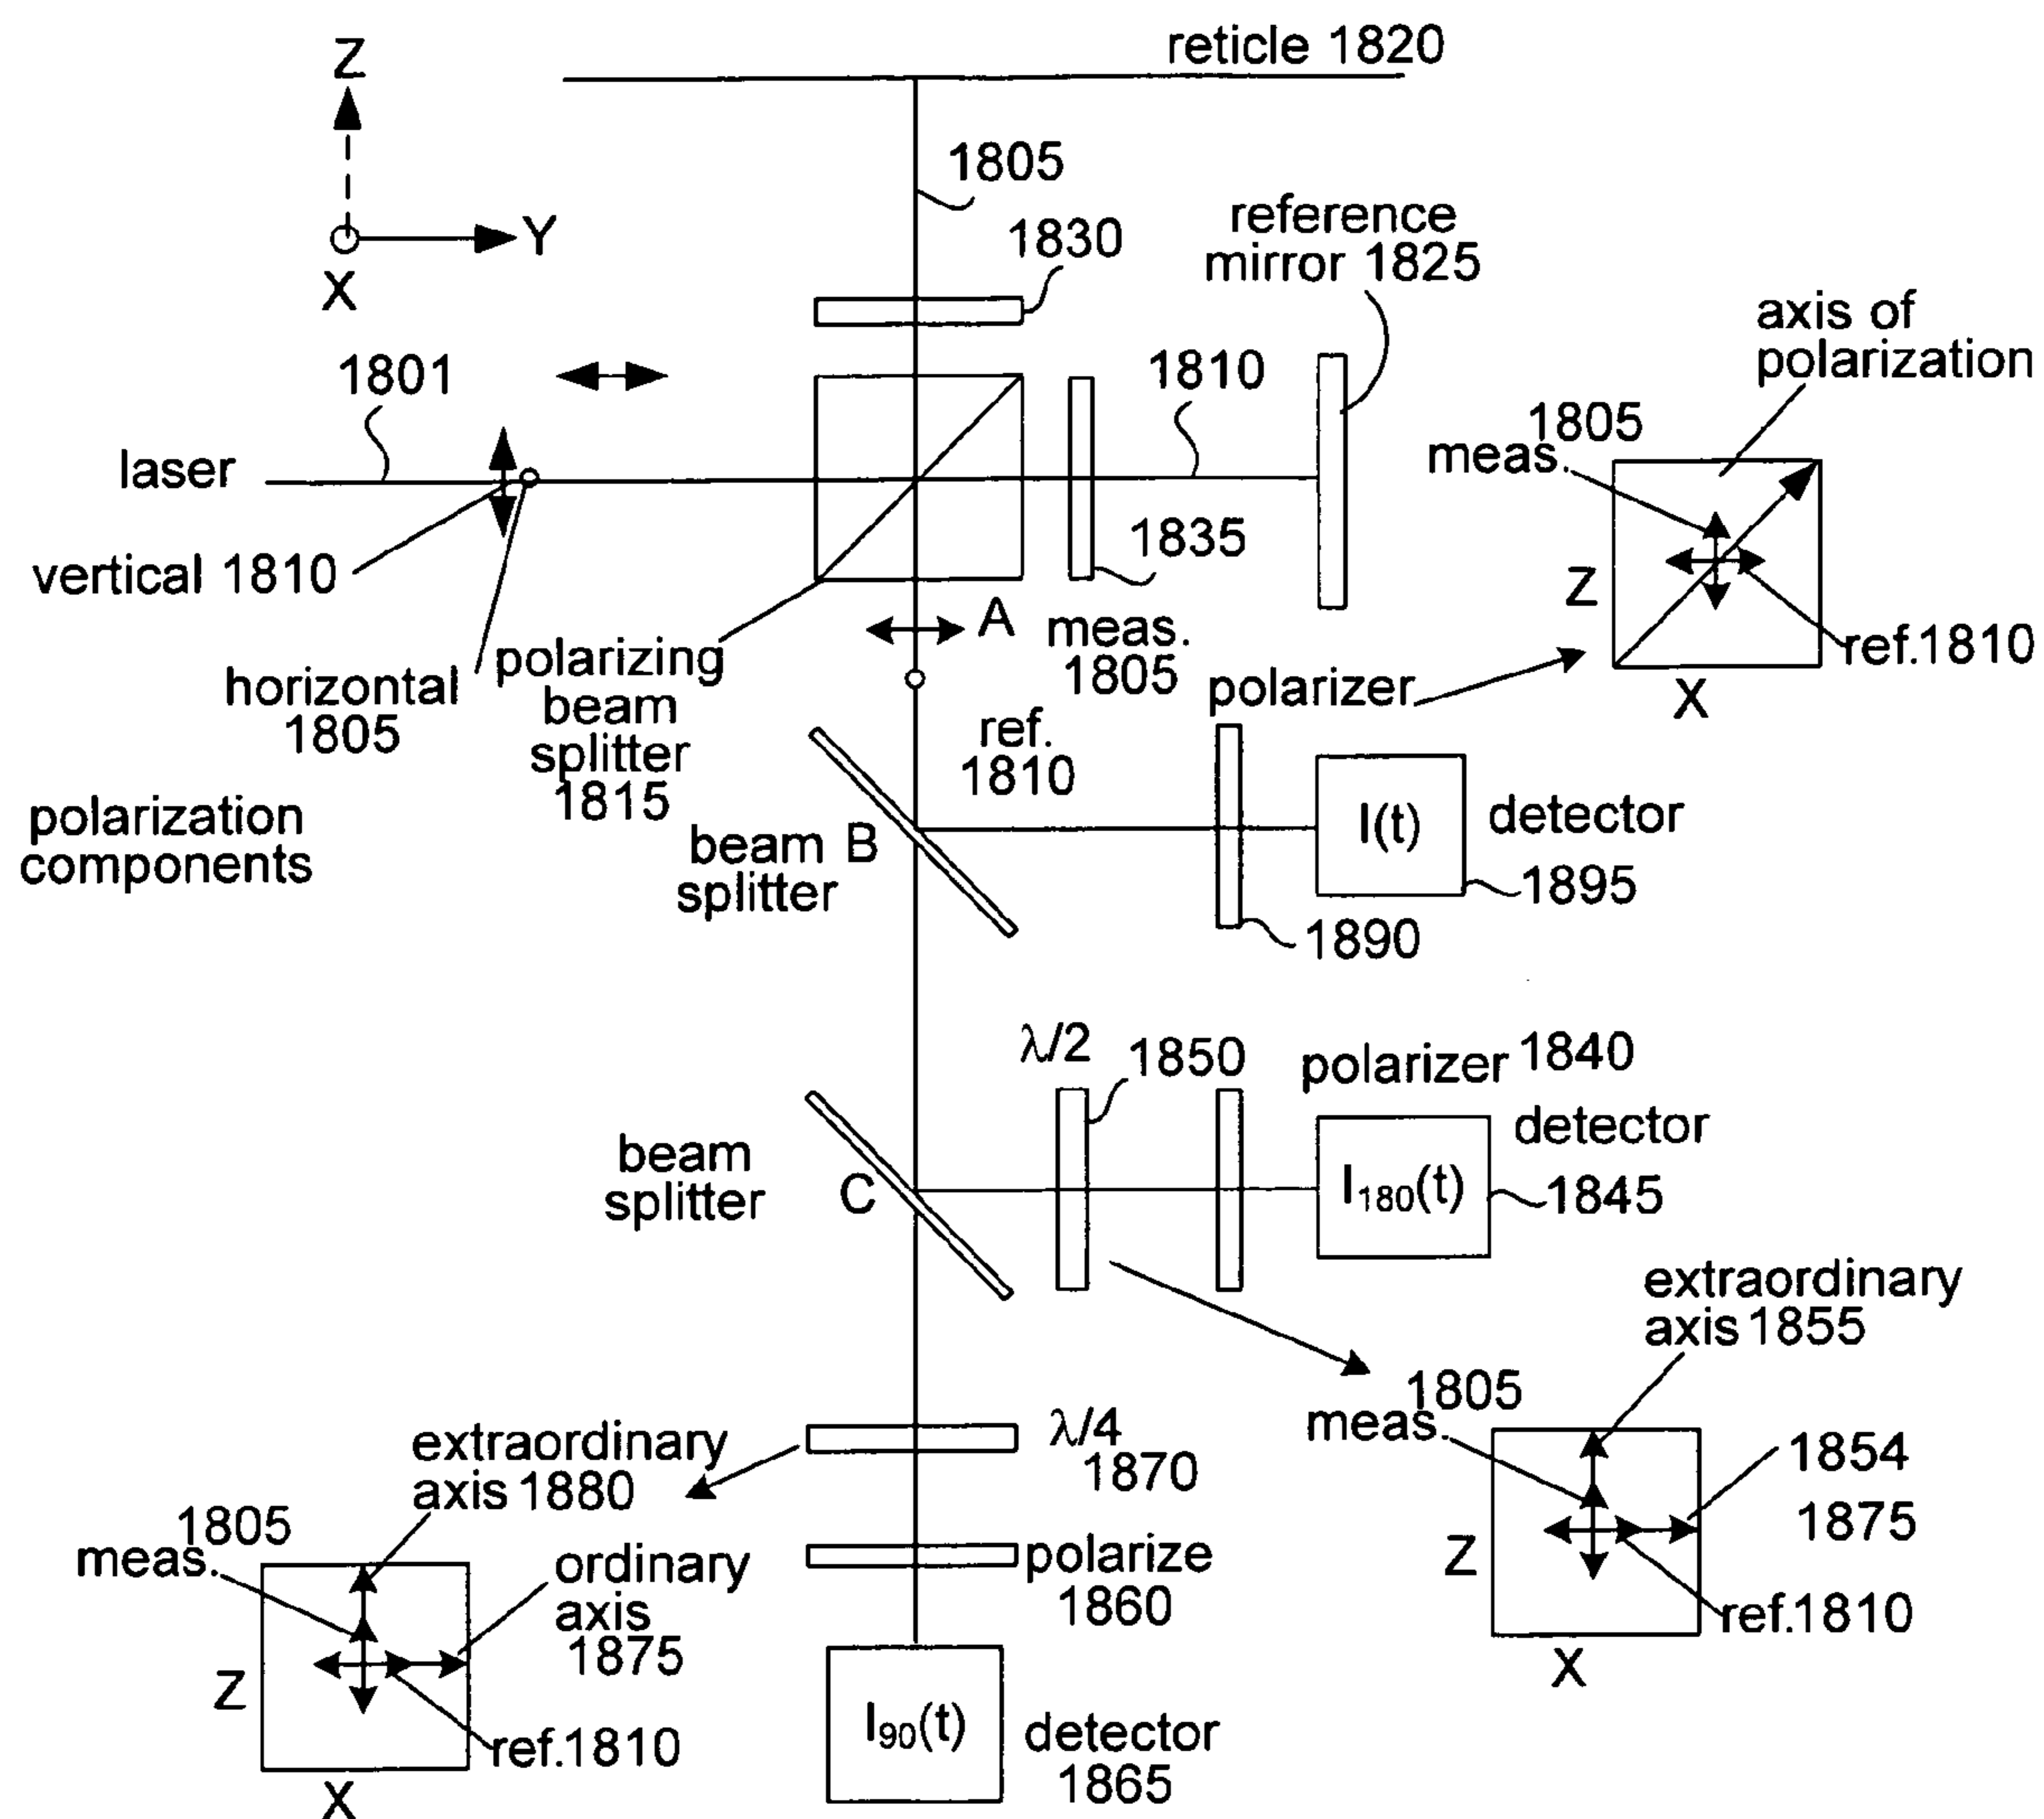 reticle 1820
Z
Y
X
1805
1830
reference
mirror 1825
axis of
polarization
1801
1810
1805
meas.
laser
vertical 1810
1835
Z
X
ref.1810
A
meas.
1805
horizontal
1805
polarizing
beam
splitter
1815
polarizer
ref.
1810
polarization
components
beam
splitter
B
I(t)
detector
1895
1890
λ/2
1850
polarizer 1840
detector
1845
beam
splitter
C
I180(t)
extraordinary
axis 1855
1805
meas.
1854
1875
Z
X
ref.1810
λ/4
1870
extraordinary
axis 1880
1805
meas.
ordinary
axis
1875
Z
X
ref.1810
polarize
1860
I90(t)
detector
1865